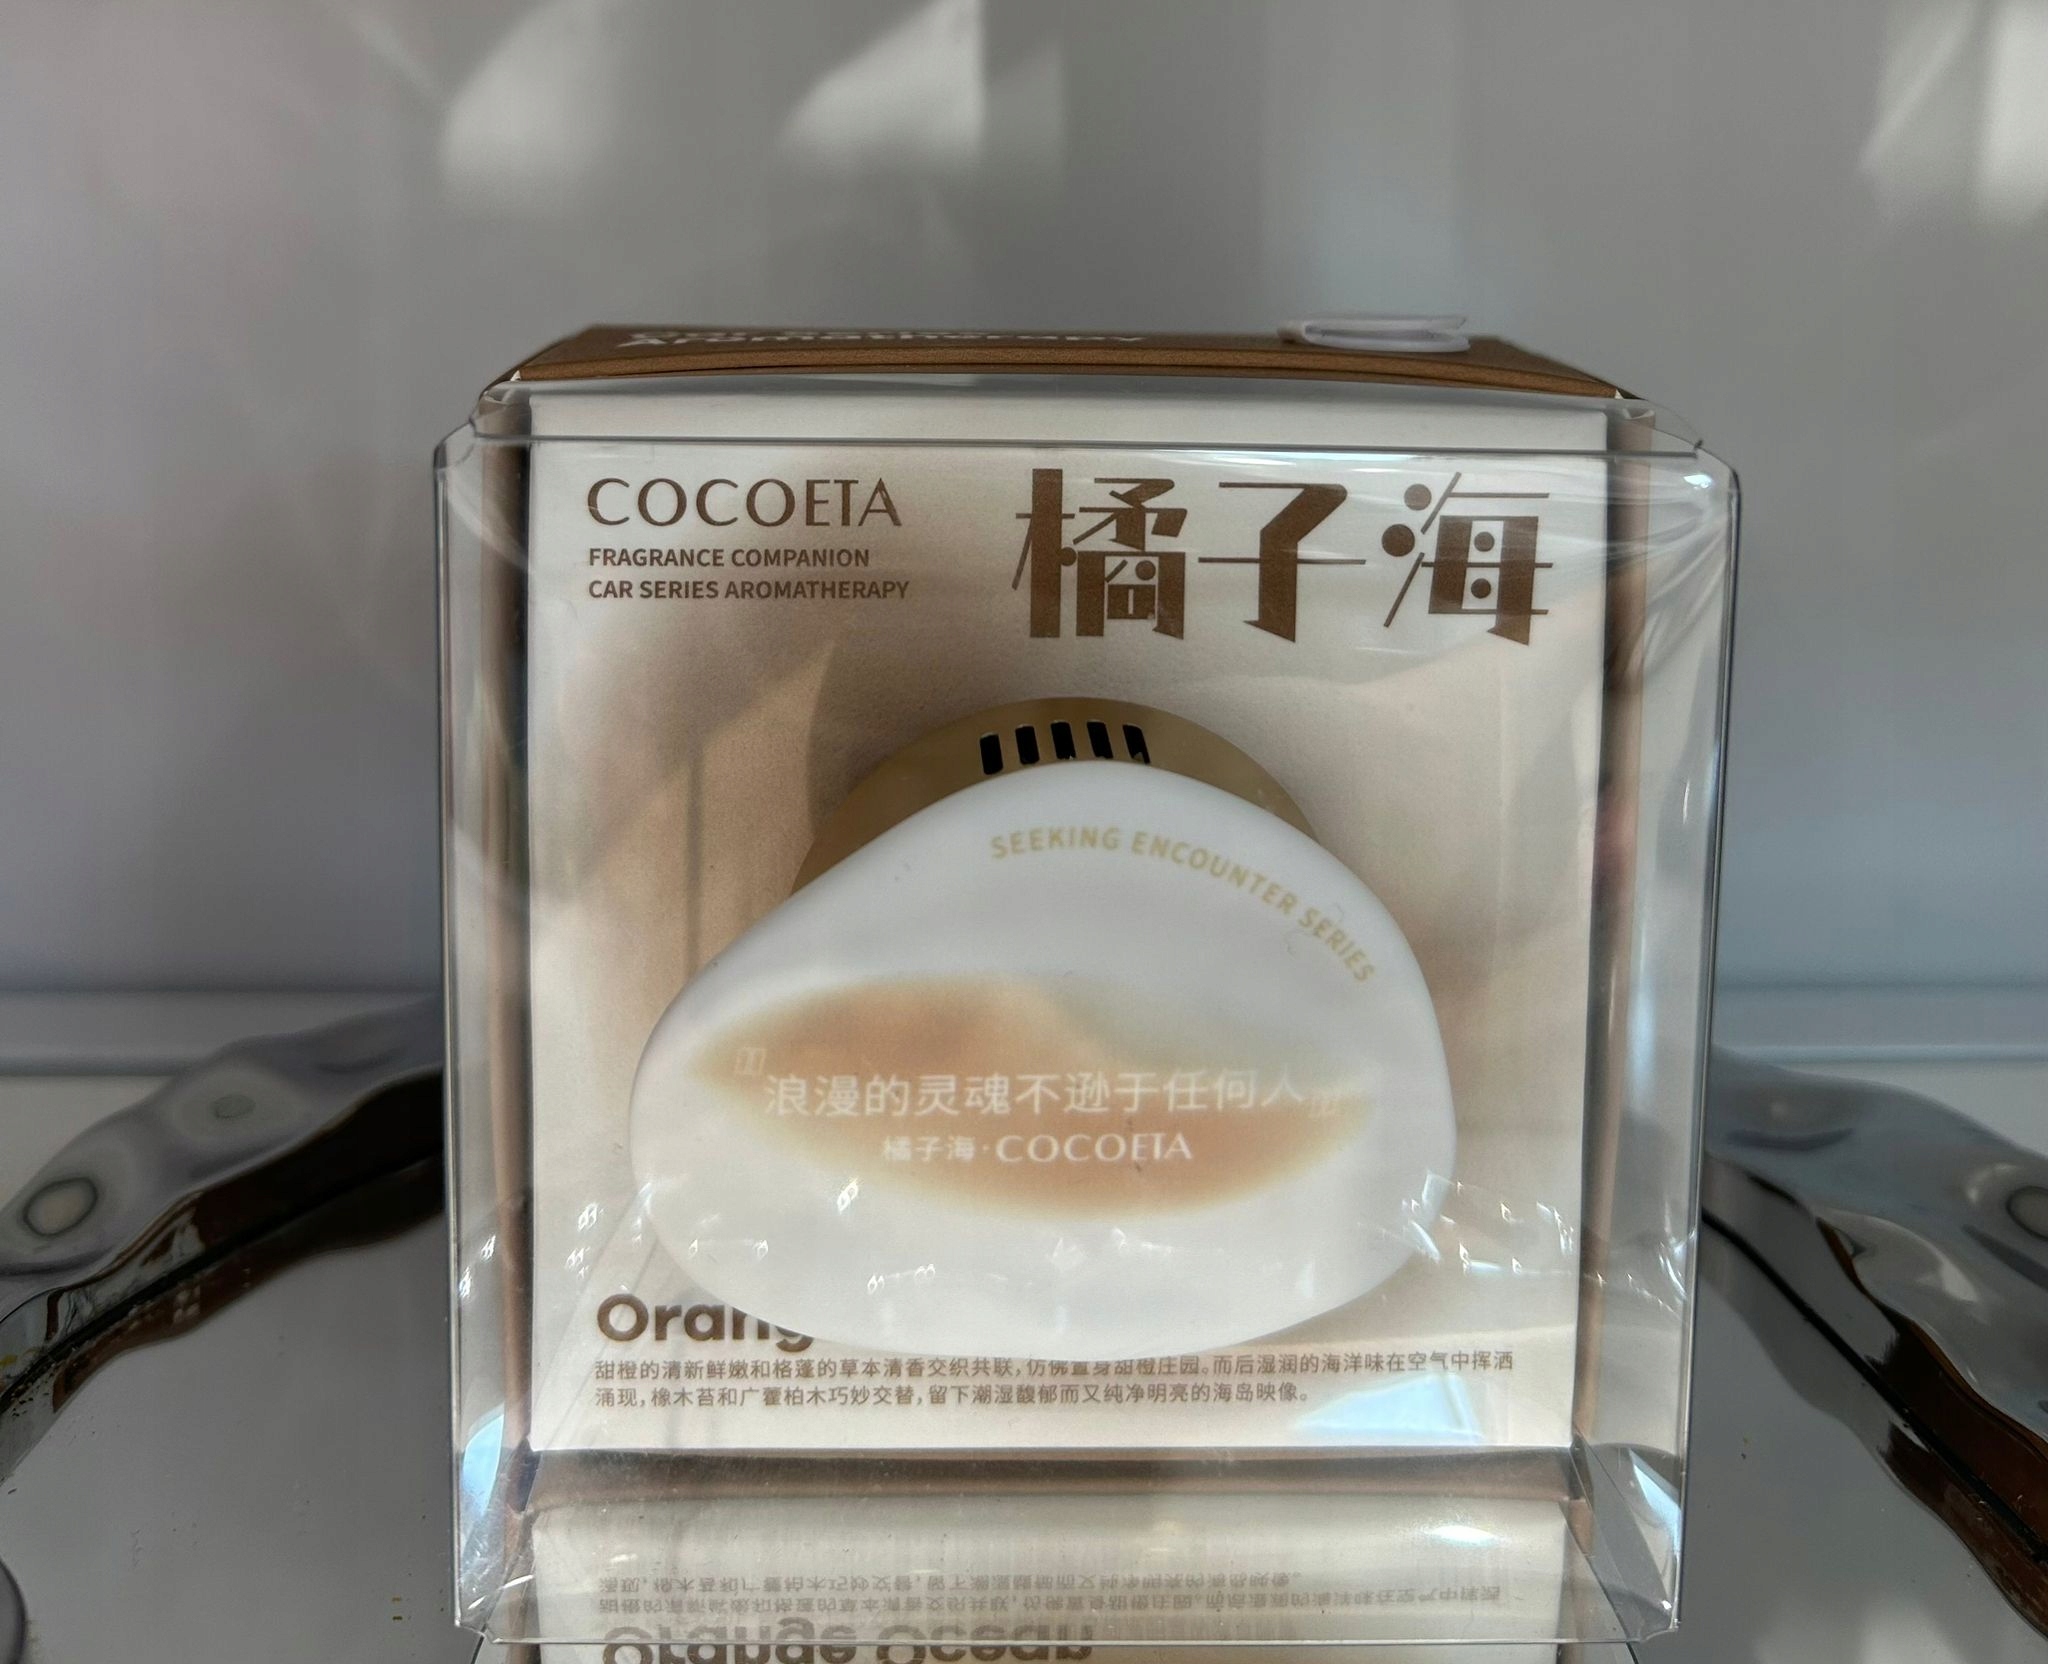 Aromatherapy
COCOETA
FRAGRANCE COMPANION
CAR SERIES AROMATHERAPY
橘子海
SEEKING ENCOUNTER SERIES
浪漫的灵魂不逊于任何人
橘子海·COCOETA
Orang
甜橙的清新鲜嫩和格蓬的草本清香交织共联，仿佛置身甜橙庄园。而后湿润的海洋味在空气中挥洒
涌现，橡木苔和广藿柏木巧妙交替，留下潮湿馥郁而又纯净明亮的海岛映像。
Orange Ocean